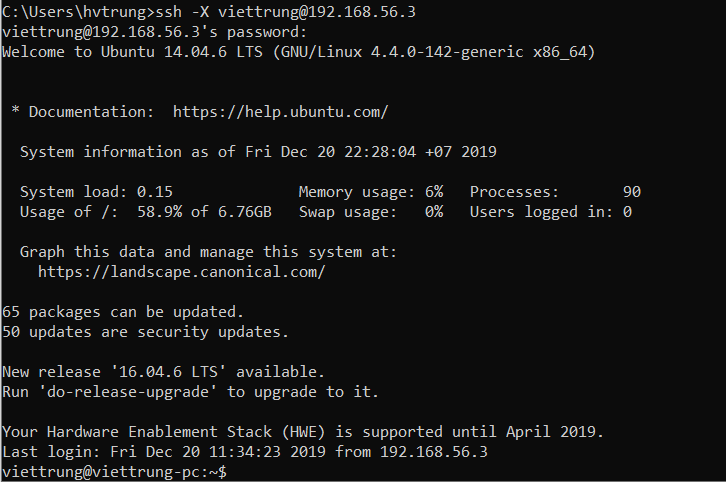 C:\Users\hvtrung>ssh -X viettrung@192.168.56.3
viettrung@192.168.56.3's password:
Welcome to Ubuntu 14.04.6 LTS (GNU/Linux 4.4.0-142-generic x86_64)
* Documentation:  https://help.ubuntu.com/
System information as of Fri Dec 20 22:28:04 +07 2019
System load: 0.15              Memory usage: 6%   Processes:       90
Usage of /:  58.9% of 6.76GB   Swap usage:   0%   Users logged in: 0
Graph this data and manage this system at:
https://landscape.canonical.com/
65 packages can be updated.
50 updates are security updates.
New release '16.04.6 LTS' available.
Run 'do-release-upgrade' to upgrade to it.
Your Hardware Enablement Stack (HWE) is supported until April 2019.
Last login: Fri Dec 20 11:34:23 2019 from 192.168.56.3
viettrung@viettrung-pc:~$